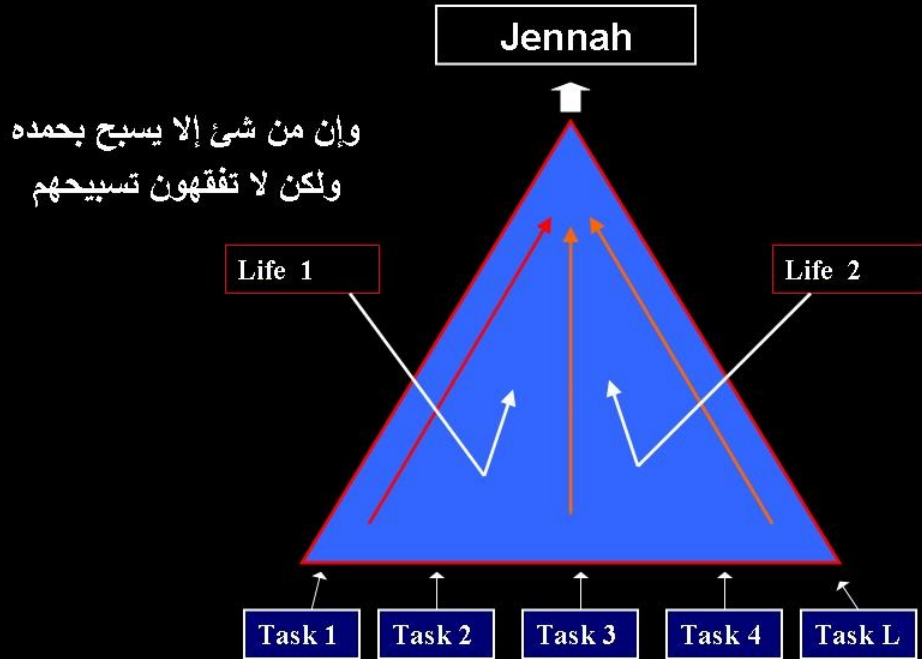 Jennah
وإن من شئ إلا يسبح بحمده
ولكن لا تفقهون تسبيحهم
Life 1
Life 2
Task 1
Task 2
Task 3
Task 4
Task L